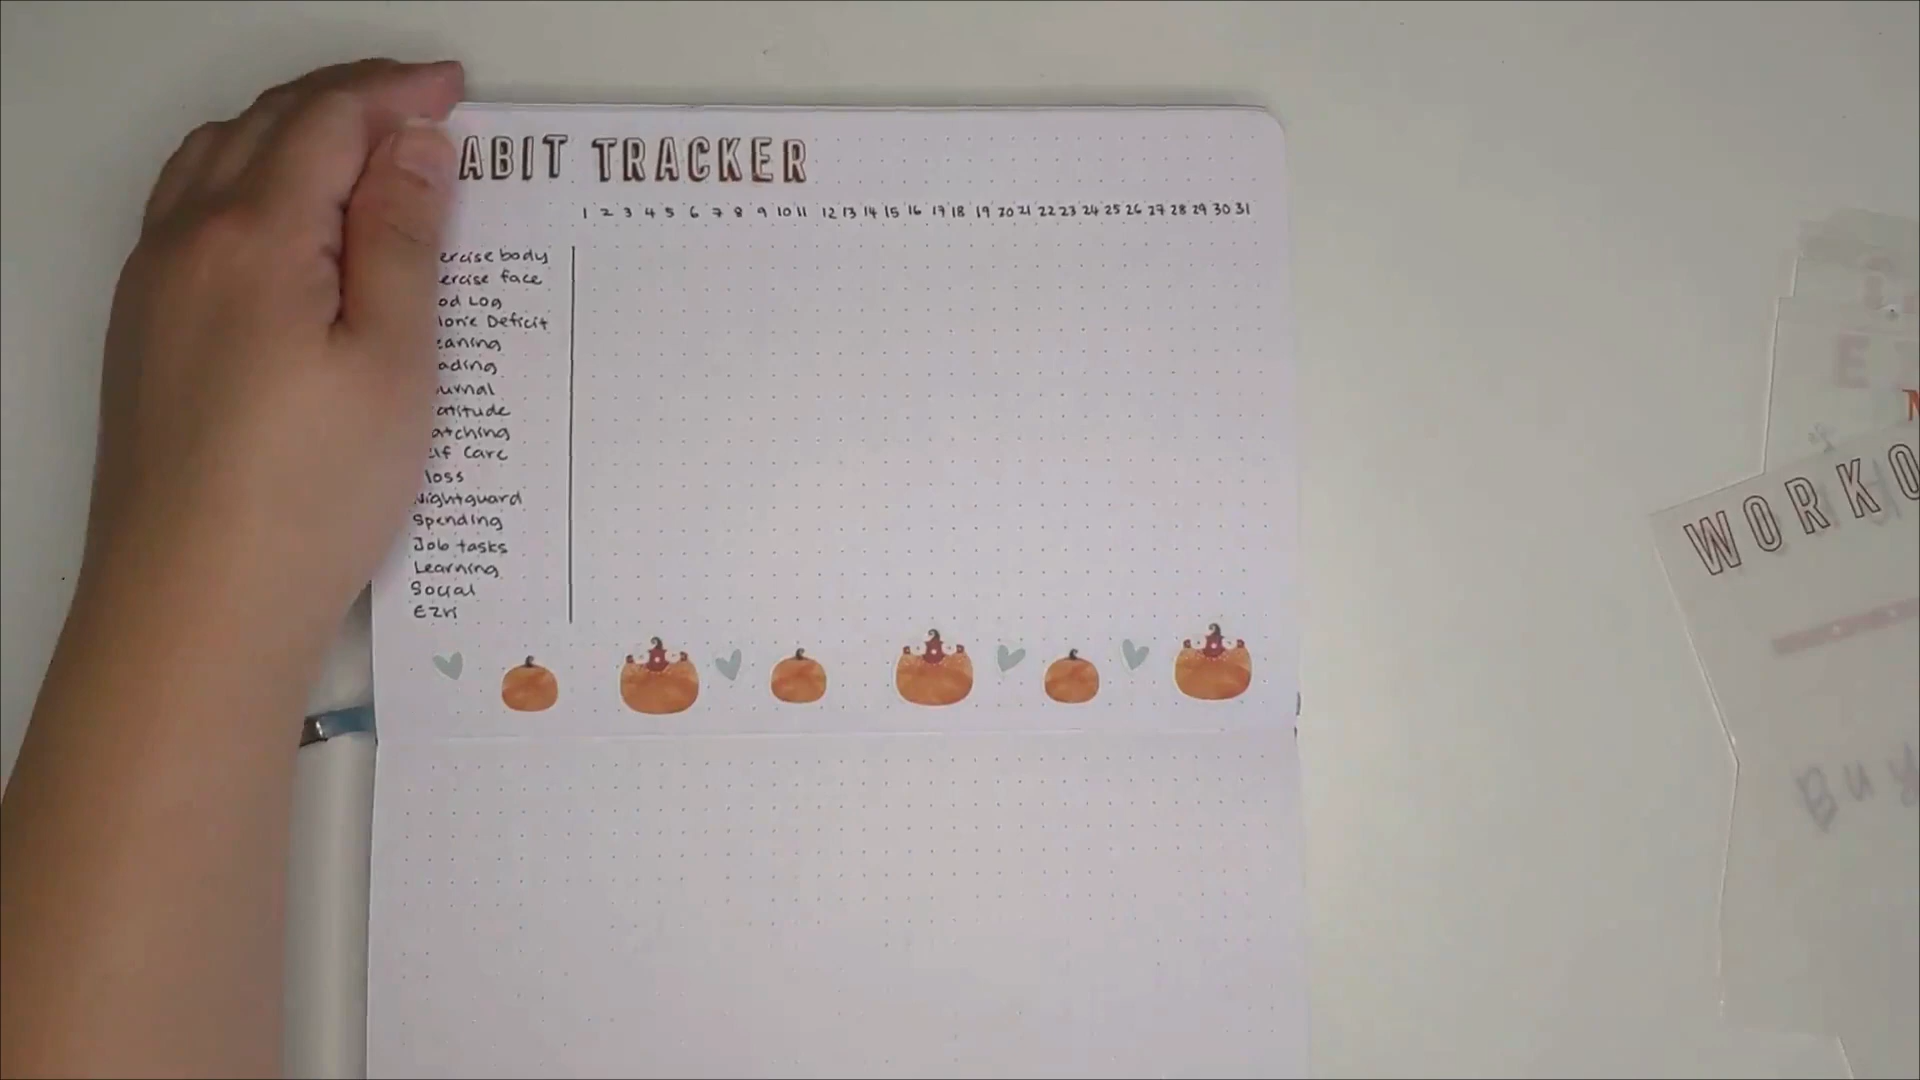 ABIT TRACKER
1 2 3 4 5 6 7 8 9 10 11 12 13 14 15 16 17 18 19 20 21 22 23 24 25 26 27 28 29 30 31
ercise body
ercise face
od Log
lorie Deficit
eaning
ading
urnal
atitude
atching
elf Care
loss
Nightguard
Spending
Job tasks
Learning
Social
Ezri
WORKO
Buy